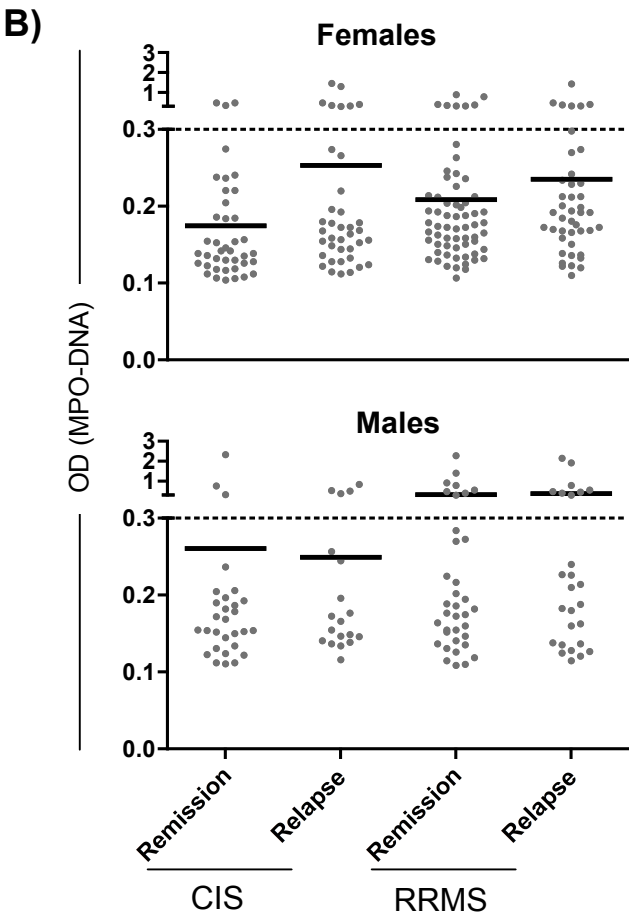 B)
Females
3
2
1
0.3
0.2
0.1
0.0
OD (MPO-DNA)
Males
3
2
1
0.3
0.2
0.1
0.0
Remission
Relapse
Remission
Relapse
CIS
RRMS